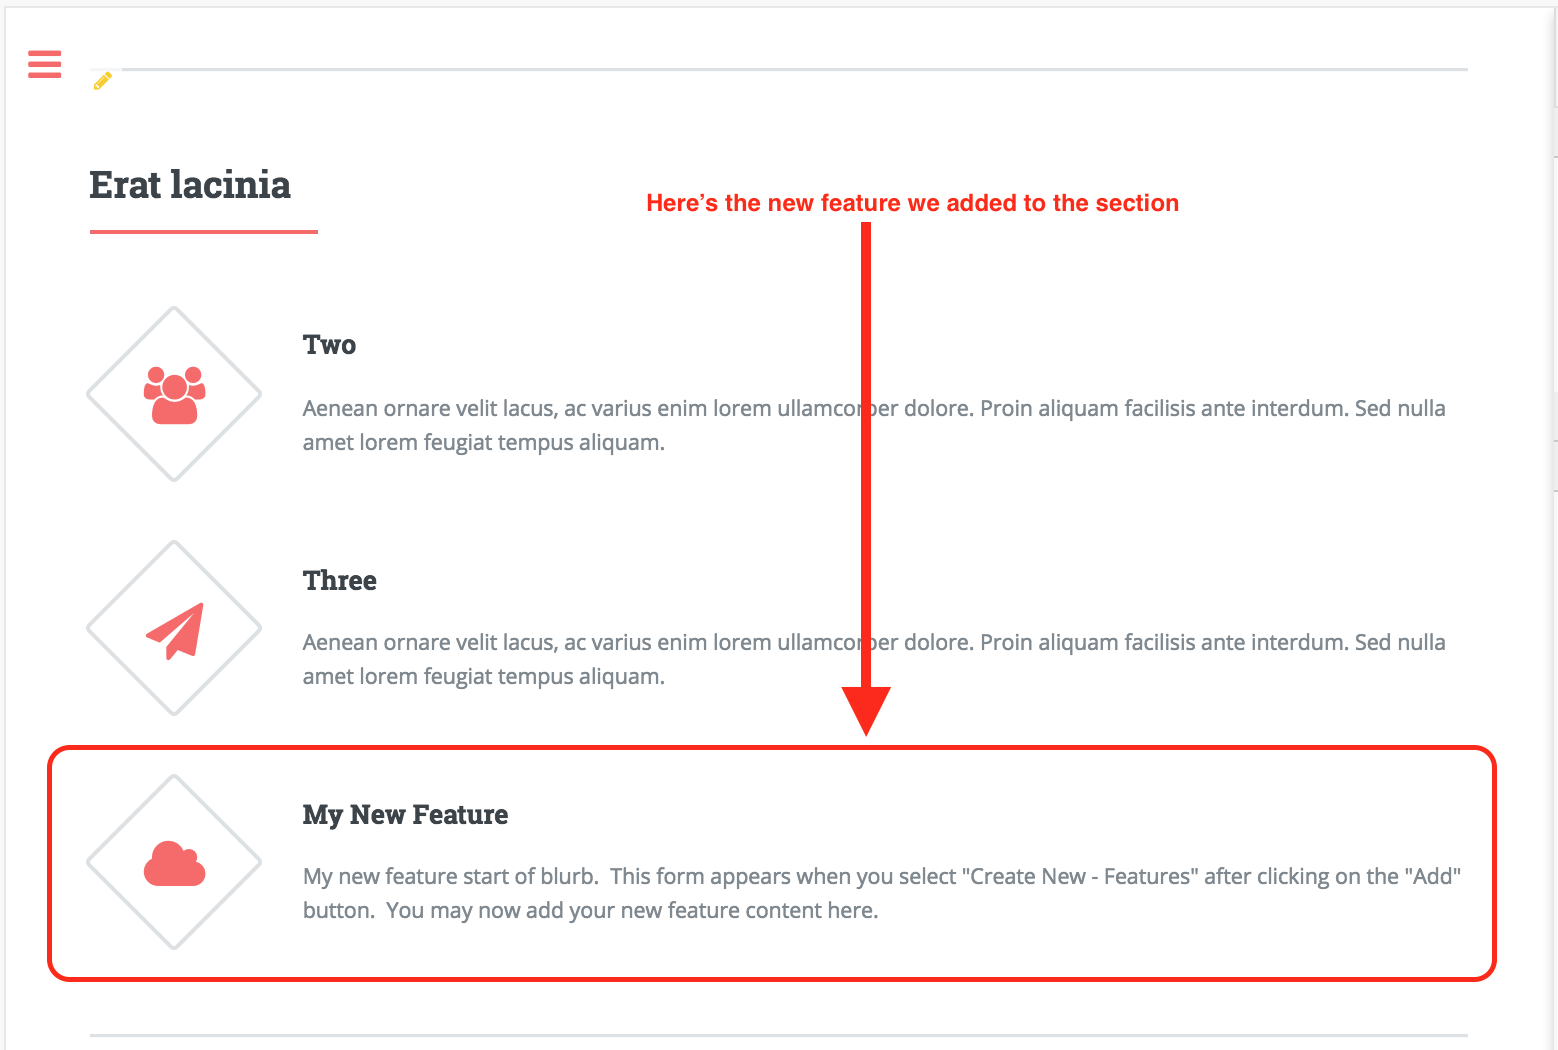 Erat lacinia
Here’s the new feature we added to the section
Two
Aenean ornare velit lacus, ac varius enim lorem ullamcorper dolore. Proin aliquam facilisis ante interdum. Sed nulla
amet lorem feugiat tempus aliquam.
Three
Aenean ornare velit lacus, ac varius enim lorem ullamcorper dolore. Proin aliquam facilisis ante interdum. Sed nulla
amet lorem feugiat tempus aliquam.
My New Feature
My new feature start of blurb.  This form appears when you select "Create New - Features" after clicking on the "Add"
button.  You may now add your new feature content here.